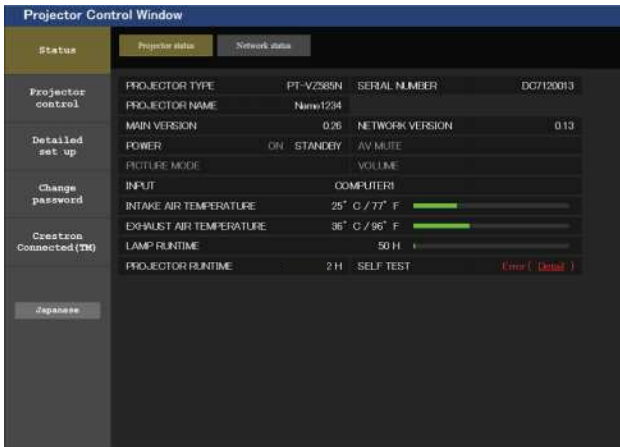 Projector Control Window
Status
Projector status
Network status
Projector
control
Detailed
set up
Change
password
Crestron
Connected(TM)
Japanese
PROJECTOR TYPE PT-VZ585N SERIAL NUMBER DC7120013
PROJECTOR NAME Name1234
MAIN VERSION 0.26 NETWORK VERSION 0.13
POWER ON STANDBY AV MUTE
PICTURE MODE VOLUME
INPUT COMPUTER1
INTAKE AIR TEMPERATURE 25° C / 77° F
EXHAUST AIR TEMPERATURE 36° C / 96° F
LAMP RUNTIME 50 H
PROJECTOR RUNTIME 2 H SELF TEST Error ( Detail )